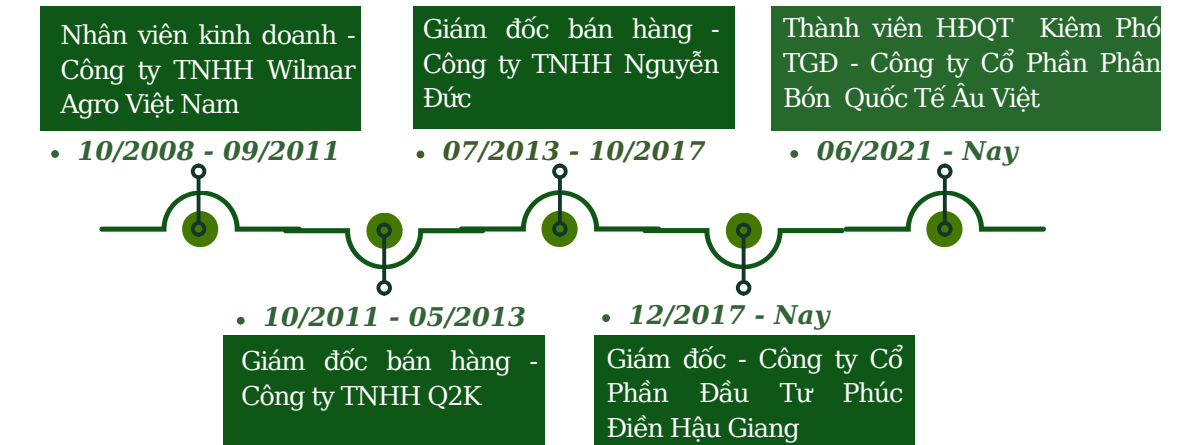 Nhân viên kinh doanh -
Công ty TNHH Wilmar
Agro Việt Nam
• 10/2008 - 09/2011
Giám đốc bán hàng -
Công ty TNHH Nguyễn
Đức
• 07/2013 - 10/2017
Thành viên HĐQT Kiêm Phó
TGĐ - Công ty Cổ Phần Phân
Bón Quốc Tế Âu Việt
• 06/2021 - Nay
• 10/2011 - 05/2013
Giám đốc bán hàng -
Công ty TNHH Q2K
• 12/2017 - Nay
Giám đốc - Công ty Cổ
Phần Đầu Tư Phúc
Điền Hậu Giang